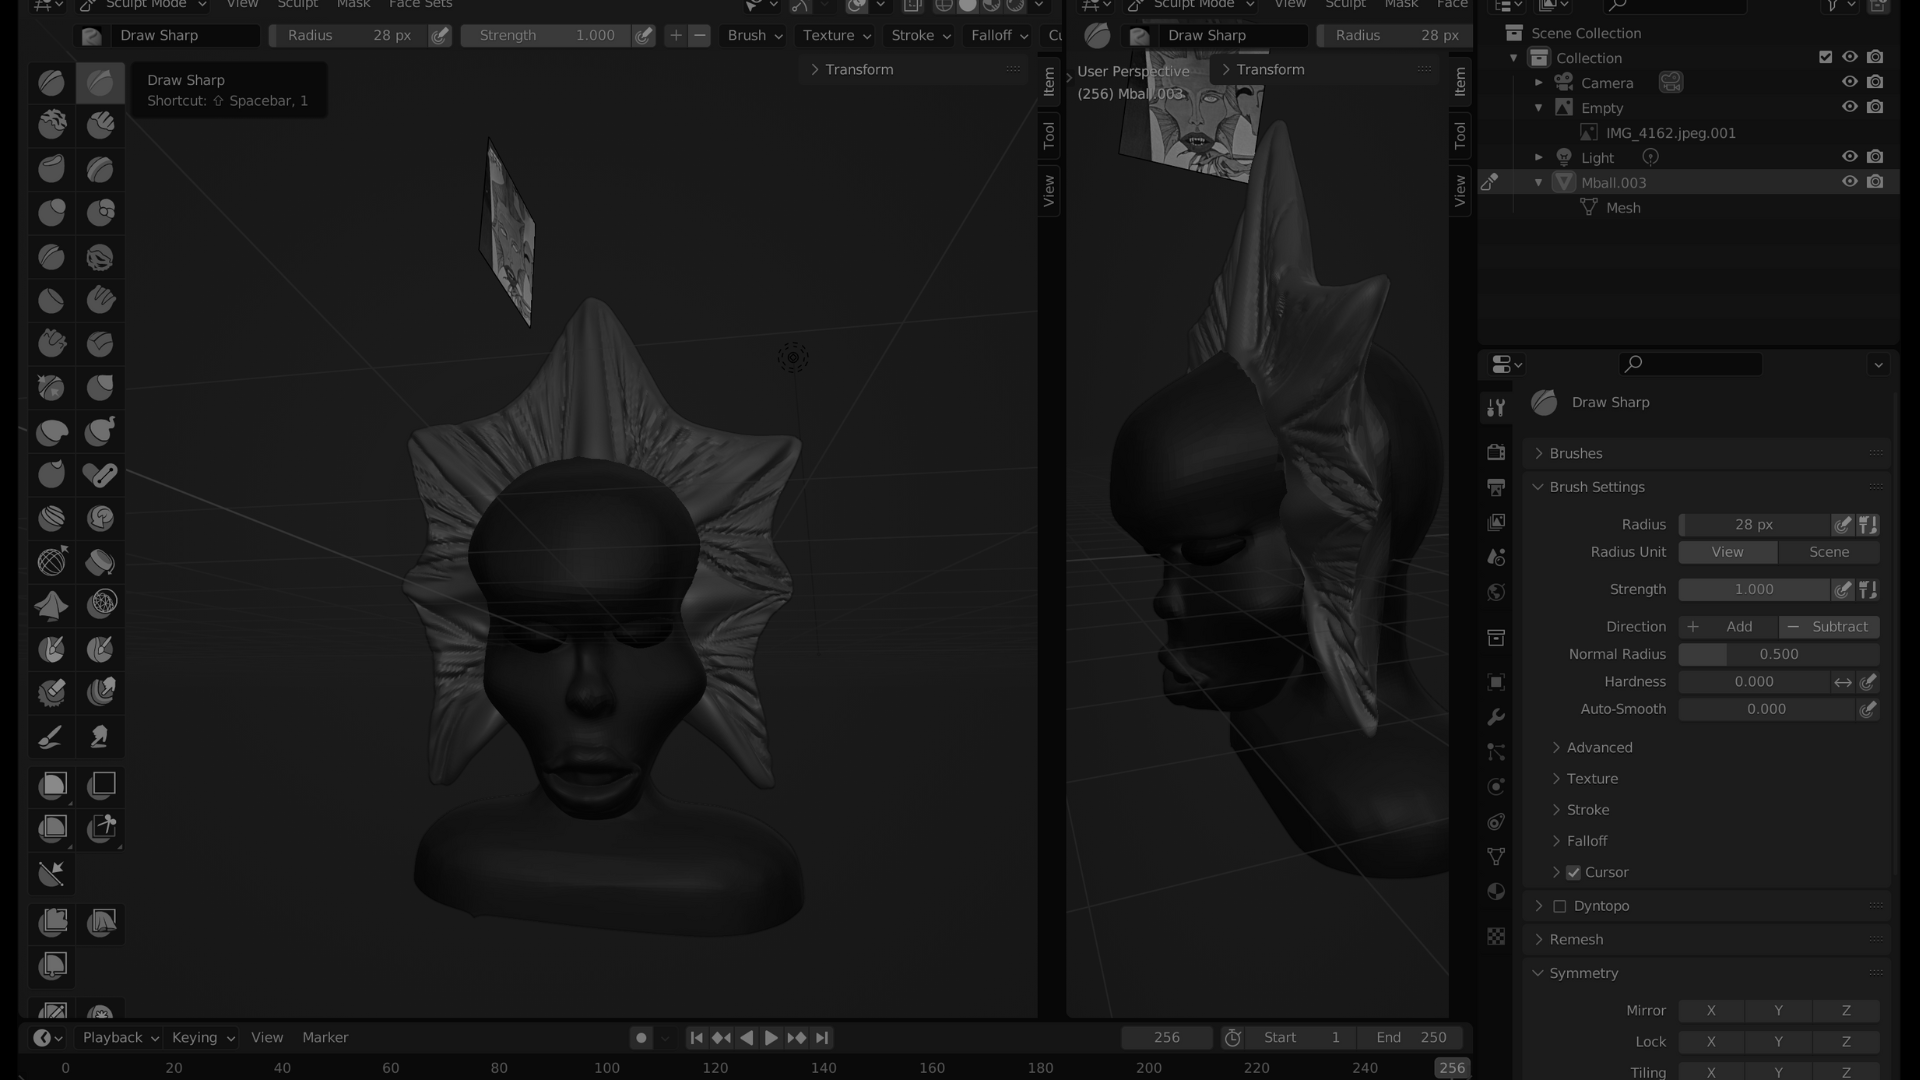 Sculpt Mode View Sculpt Mask Face Sets
Draw Sharp Radius 28 px Strength 1.000 Brush Texture Stroke Falloff
Draw Sharp
Shortcut: ⇧ Spacebar, 1
Transform
Item
Tool
View
Sculpt Mode View Sculpt Mask Face
Draw Sharp Radius 28 px
User Perspective
(256) Mball.003
Transform
Item
Tool
View
Scene Collection
Collection
Camera
Empty
IMG_4162.jpeg.001
Light
Mball.003
Mesh
Draw Sharp
Brushes
Brush Settings
Radius 28 px
Radius Unit View Scene
Strength 1.000
Direction + Add − Subtract
Normal Radius 0.500
Hardness 0.000
Auto-Smooth 0.000
Advanced
Texture
Stroke
Falloff
Cursor
Dyntopo
Remesh
Symmetry
Mirror X Y Z
Lock X Y Z
Tiling X Y Z
Playback Keying View Marker 256 Start 1 End 250
0 20 40 60 80 100 120 140 160 180 200 220 240 256